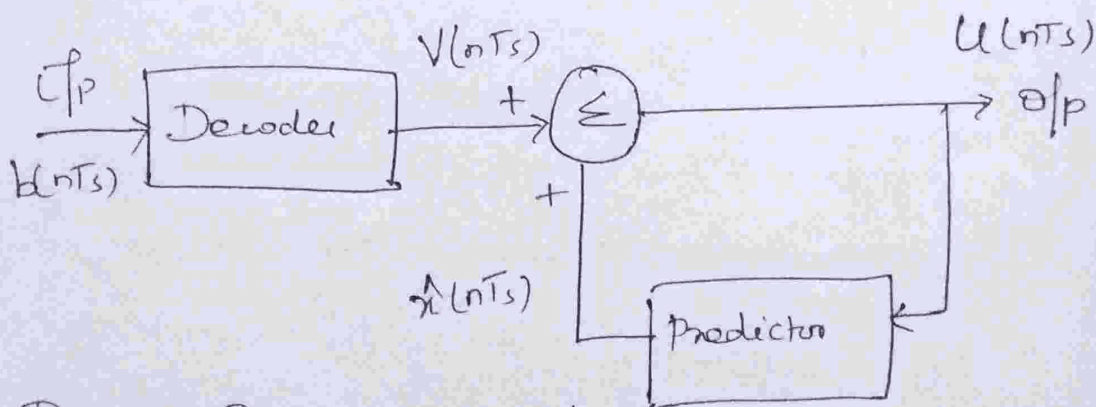 V(nTs)
U(nTs)
I/p
+
Σ
O/p
Decoder
b(nTs)
+
x̂(nTs)
Predictor